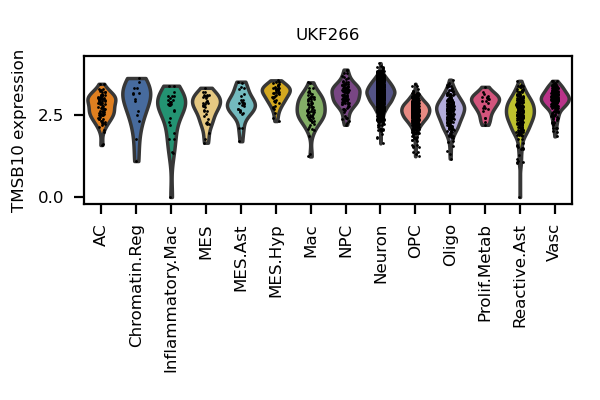 UKF266
TMSB10 expression
2.5
0.0
AC
Chromatin.Reg
Inflammatory.Mac
MES
MES.Ast
MES.Hyp
Mac
NPC
Neuron
OPC
Oligo
Prolif.Metab
Reactive.Ast
Vasc